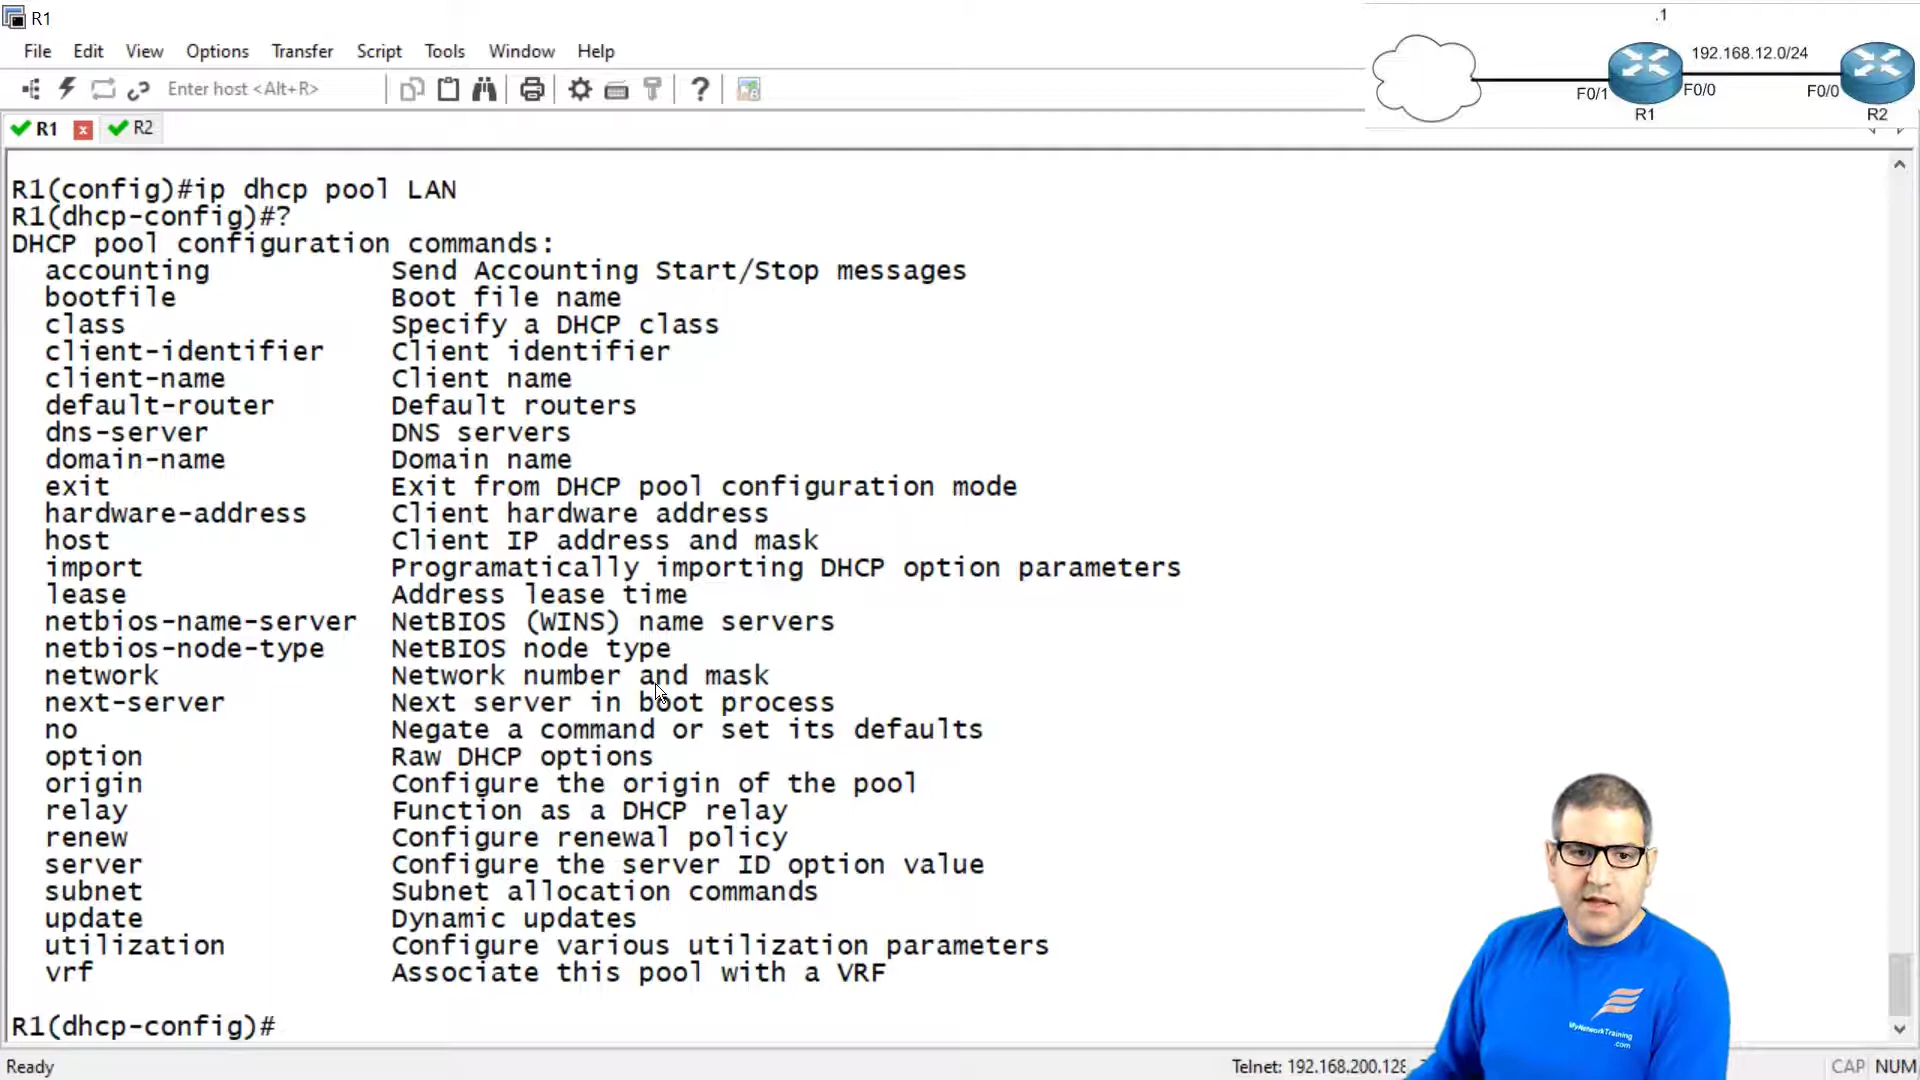 R1
.1
File Edit View Options Transfer Script Tools Window Help
192.168.12.0/24
Enter host <Alt+R>
F0/1 F0/0 F0/0
R1 R2
R1 R2
R1(config)#ip dhcp pool LAN
R1(dhcp-config)#?
DHCP pool configuration commands:
accounting Send Accounting Start/Stop messages
bootfile Boot file name
class Specify a DHCP class
client-identifier Client identifier
client-name Client name
default-router Default routers
dns-server DNS servers
domain-name Domain name
exit Exit from DHCP pool configuration mode
hardware-address Client hardware address
host Client IP address and mask
import Programatically importing DHCP option parameters
lease Address lease time
netbios-name-server NetBIOS (WINS) name servers
netbios-node-type NetBIOS node type
network Network number and mask
next-server Next server in boot process
no Negate a command or set its defaults
option Raw DHCP options
origin Configure the origin of the pool
relay Function as a DHCP relay
renew Configure renewal policy
server Configure the server ID option value
subnet Subnet allocation commands
update Dynamic updates
utilization Configure various utilization parameters
vrf Associate this pool with a VRF
R1(dhcp-config)#
MyNetworkTraining
.com
Ready Telnet: 192.168.200.128 CAP NUM